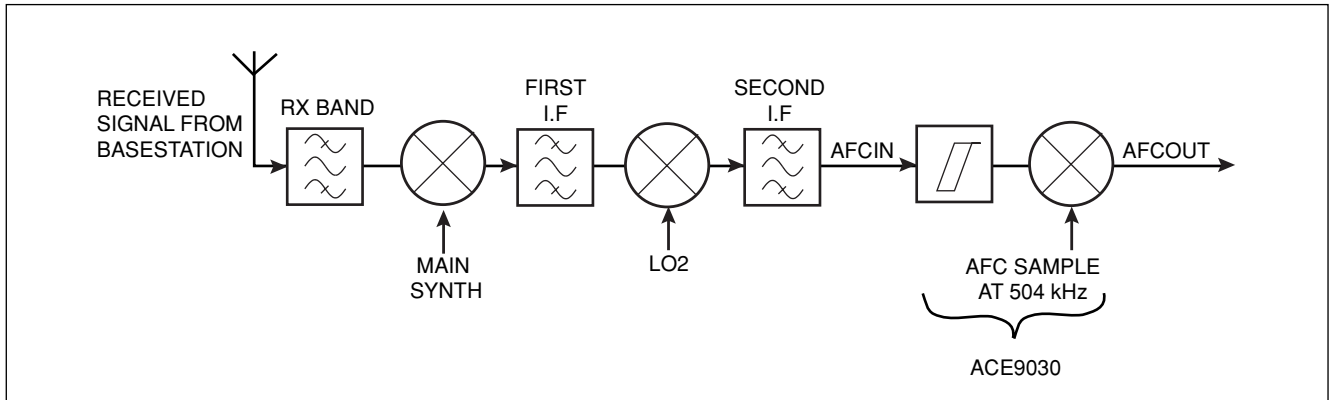 RECEIVED
SIGNAL FROM
BASESTATION
RX BAND
MAIN
SYNTH
FIRST
I.F
LO2
SECOND
I.F
AFCIN
AFCOUT
AFC SAMPLE
AT 504 kHz
ACE9030